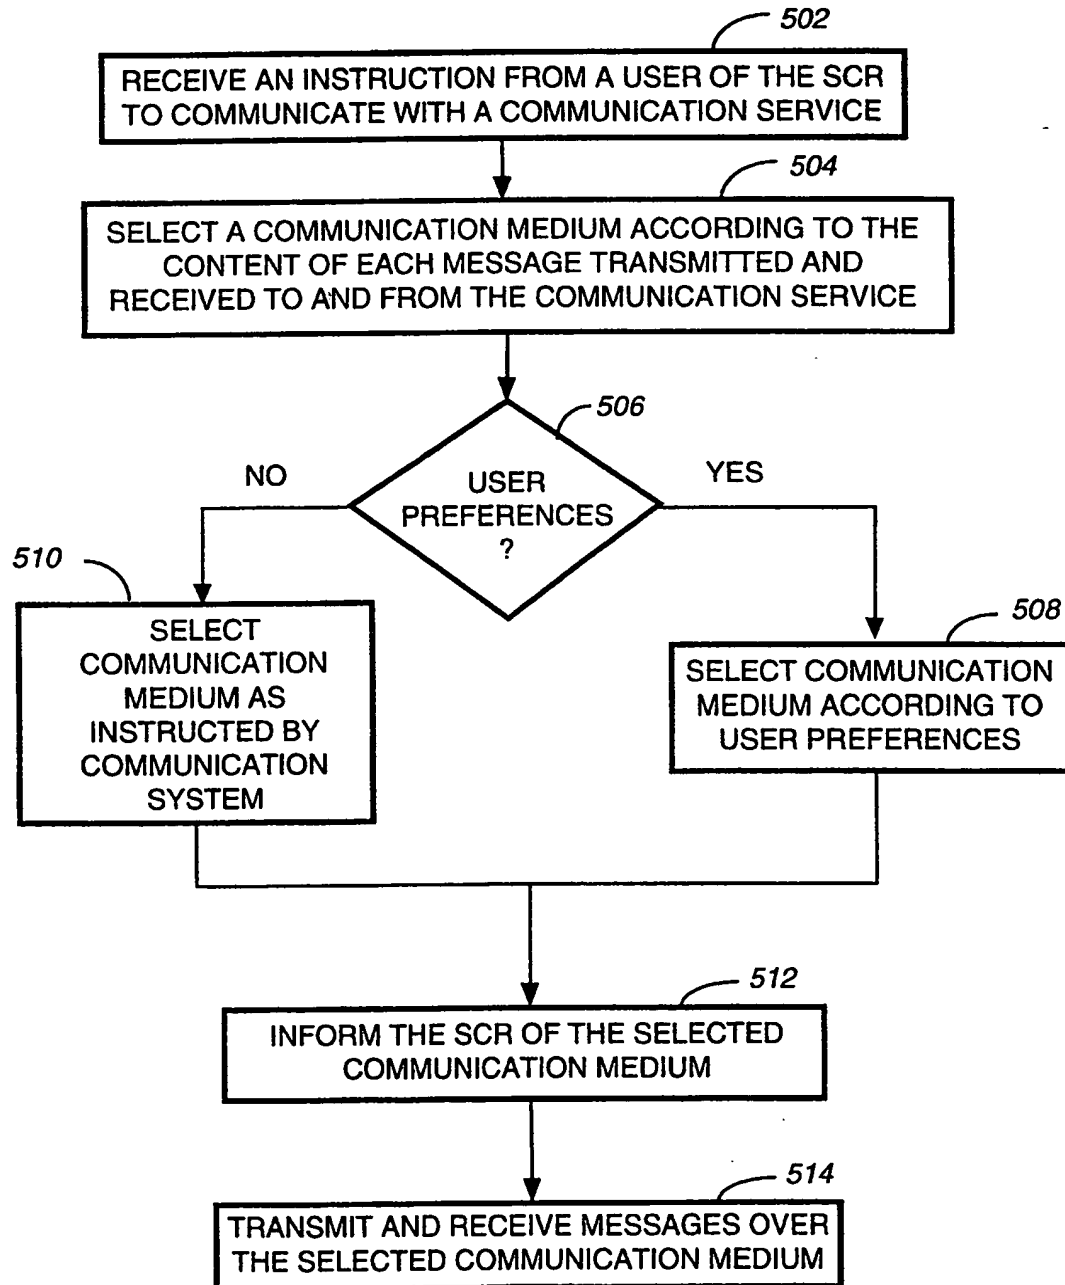 502
RECEIVE AN INSTRUCTION FROM A USER OF THE SCR
TO COMMUNICATE WITH A COMMUNICATION SERVICE
504
SELECT A COMMUNICATION MEDIUM ACCORDING TO THE
CONTENT OF EACH MESSAGE TRANSMITTED AND
RECEIVED TO AND FROM THE COMMUNICATION SERVICE
506
NO
YES
USER
PREFERENCES
?
510
SELECT
COMMUNICATION
MEDIUM AS
INSTRUCTED BY
COMMUNICATION
SYSTEM
508
SELECT COMMUNICATION
MEDIUM ACCORDING TO
USER PREFERENCES
512
INFORM THE SCR OF THE SELECTED
COMMUNICATION MEDIUM
514
TRANSMIT AND RECEIVE MESSAGES OVER
THE SELECTED COMMUNICATION MEDIUM